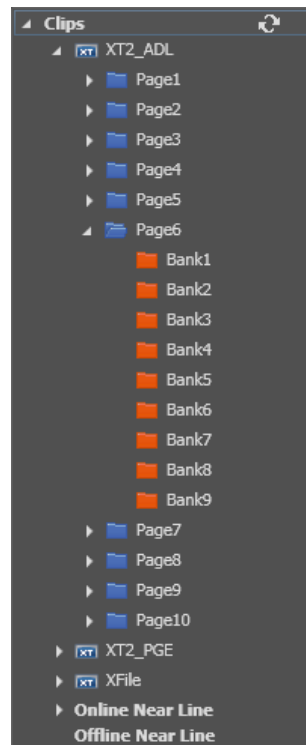 Clips
XT XT2_ADL
Page1
Page2
Page3
Page4
Page5
Page6
Bank1
Bank2
Bank3
Bank4
Bank5
Bank6
Bank7
Bank8
Bank9
Page7
Page8
Page9
Page10
XT XT2_PGE
XT XFile
Online Near Line
Offline Near Line